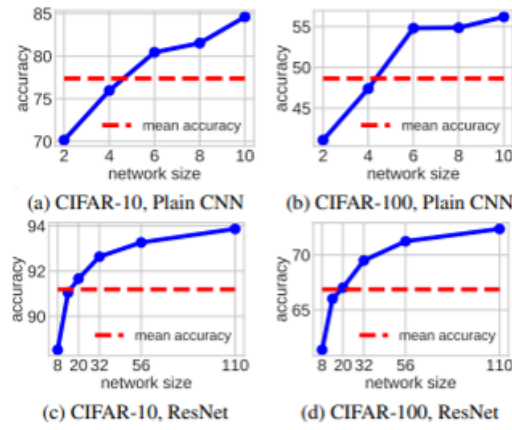 85
80
75
70
accuracy
mean accuracy
2 4 6 8 10
network size
(a) CIFAR-10, Plain CNN
55
50
45
accuracy
mean accuracy
2 4 6 8 10
network size
(b) CIFAR-100, Plain CNN
94
92
90
accuracy
mean accuracy
8 20 32 56 110
network size
(c) CIFAR-10, ResNet
70
65
accuracy
mean accuracy
8 20 32 56 110
network size
(d) CIFAR-100, ResNet